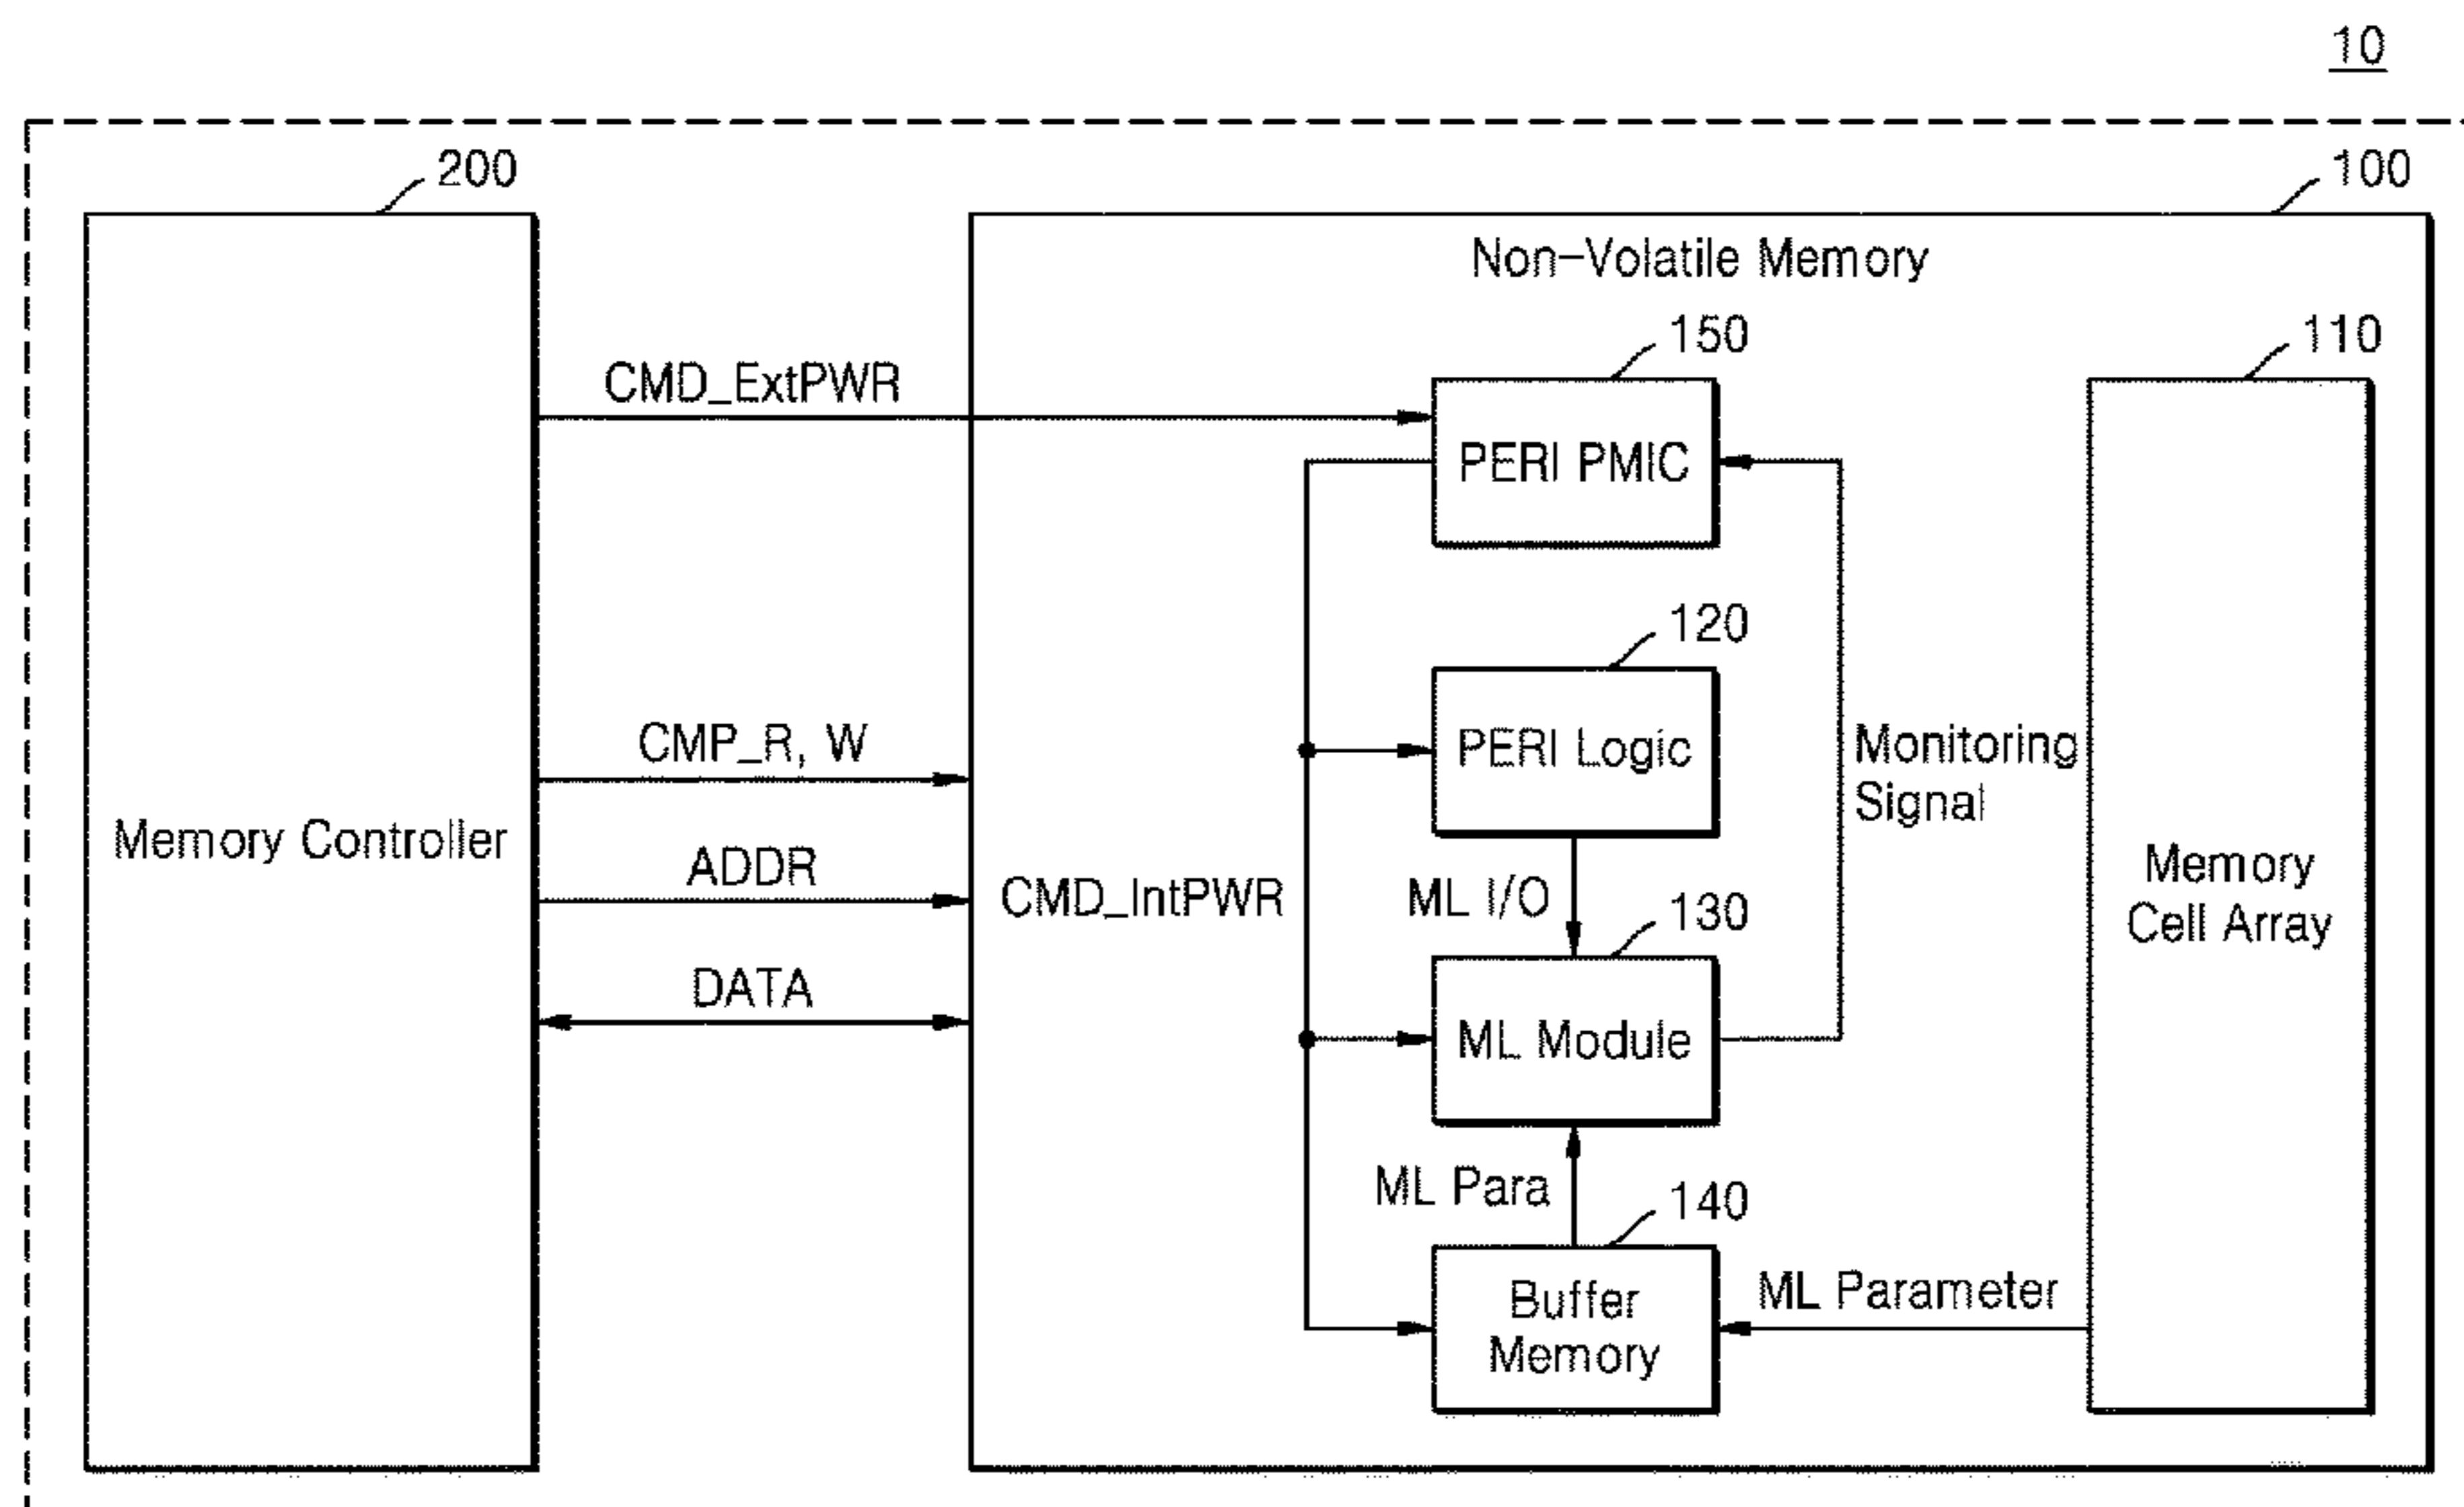 10
200
100
Non-Volatile Memory
150
110
CMD_ExtPWR
PERI PMIC
120
CMP_R, W
PERI Logic
Monitoring
Signal
Memory Controller
ADDR
CMD_IntPWR
ML I/O
130
Memory
Cell Array
DATA
ML Module
ML Para
140
Buffer
Memory
ML Parameter